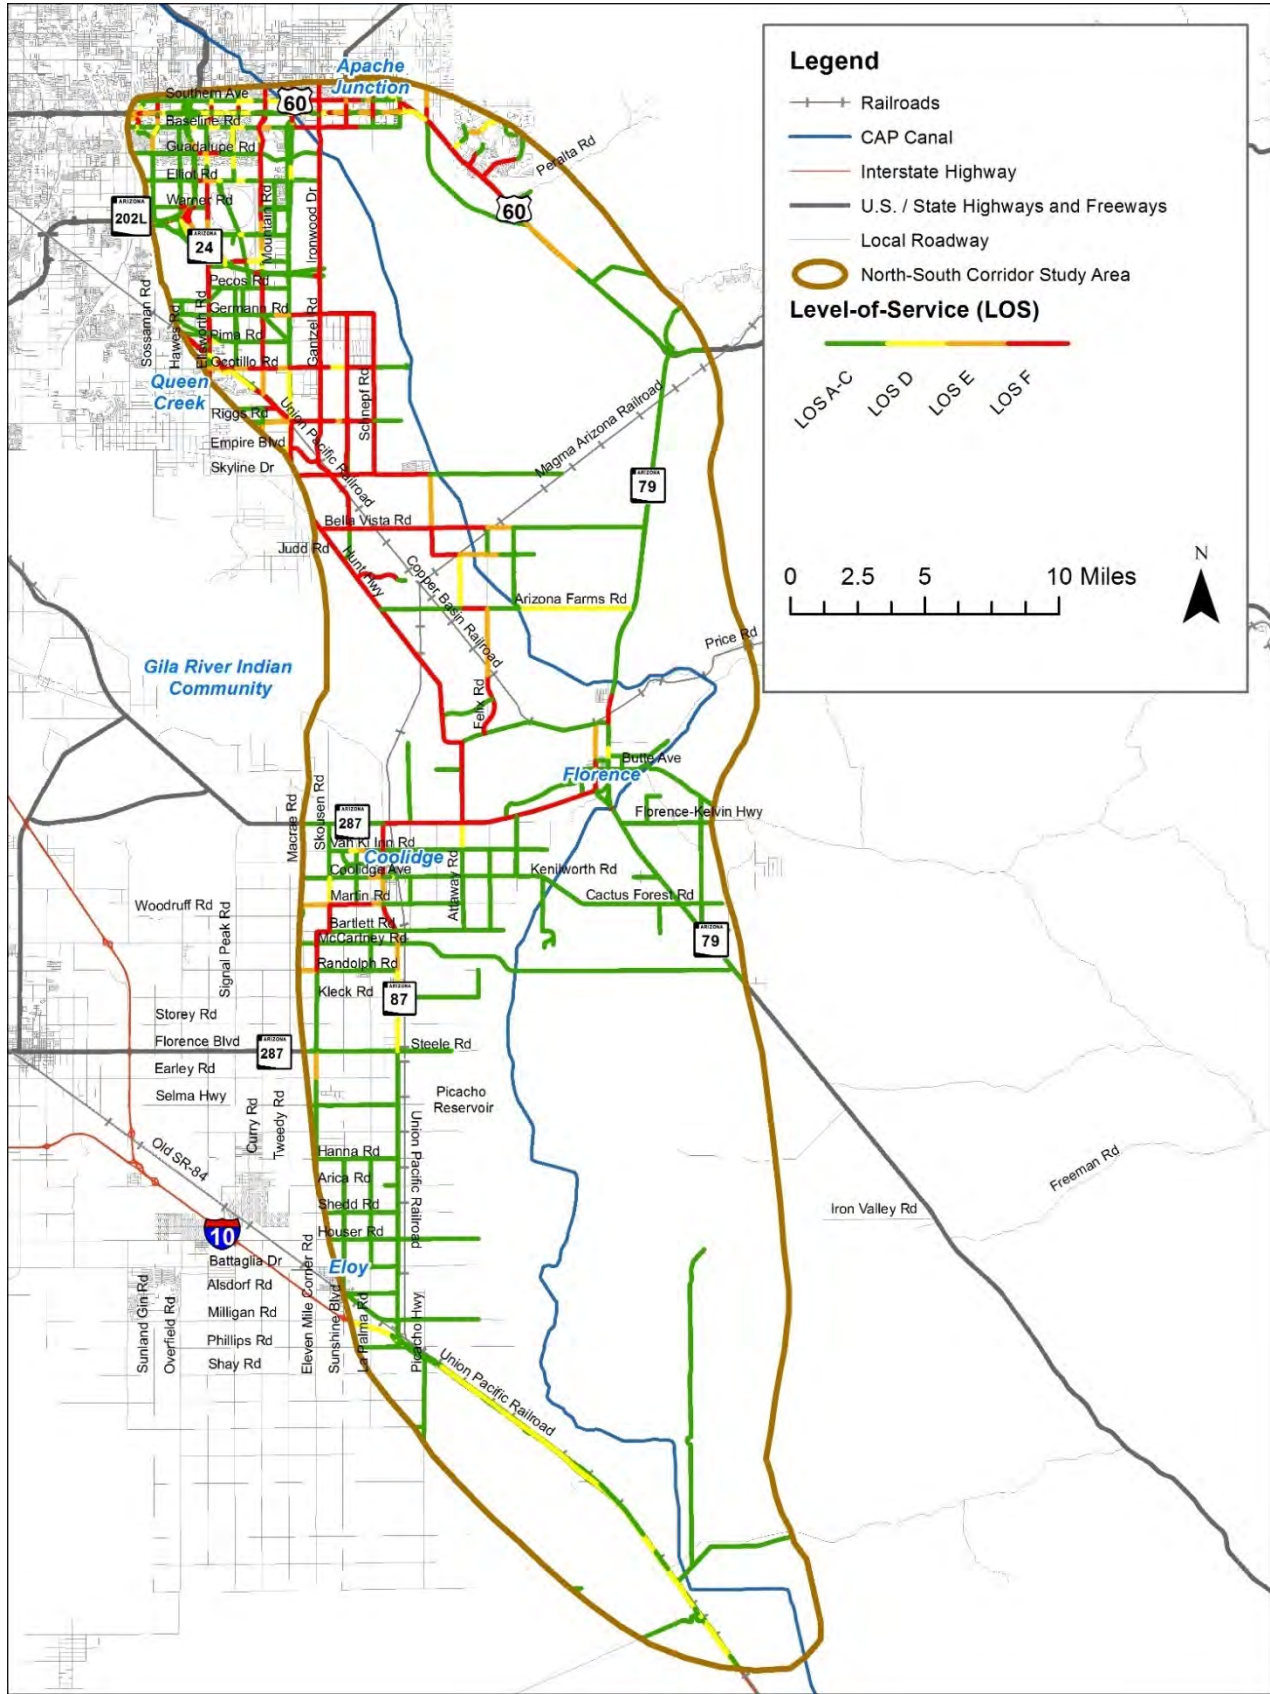 Legend
Railroads
CAP Canal
Interstate Highway
U.S. / State Highways and Freeways
Local Roadway
North-South Corridor Study Area
Level-of-Service (LOS)
LOS A-C
LOS D
LOS E
LOS F
0 2.5 5 10 Miles
N
Apache
Junction
Southern Ave
60
Baseline Rd
Guadalupe Rd
Elliot Rd
Warner Rd
Peralta Rd
ARIZONA
202L
ARIZONA
24
60
Mountain Rd
Ironwood Dr
Pecos Rd
Germann Rd
Pima Rd
Ocotillo Rd
Sossaman Rd
Hawes Rd
Ellsworth Rd
Gantzel Rd
Schnepf Rd
Queen
Creek
Riggs Rd
Empire Blvd
Skyline Dr
Union Pacific Railroad
Magma Arizona Railroad
ARIZONA
79
Bella Vista Rd
Judd Rd
Hunt Hwy
Copper Basin Railroad
Arizona Farms Rd
Price Rd
Gila River Indian
Community
Felix Rd
Butte Ave
Florence
Florence-Kelvin Hwy
Macrae Rd
Skousen Rd
ARIZONA
287
Van Ki Inn Rd
Coolidge
Coolidge Ave
Kenilworth Rd
Attaway Rd
Martin Rd
Cactus Forest Rd
Woodruff Rd
Bartlett Rd
McCartney Rd
ARIZONA
79
Signal Peak Rd
Randolph Rd
Kleck Rd
ARIZONA
87
Storey Rd
Florence Blvd
ARIZONA
287
Steele Rd
Earley Rd
Selma Hwy
Picacho
Reservoir
Curry Rd
Tweedy Rd
Old SR-84
Union Pacific Railroad
Hanna Rd
Arica Rd
Shedd Rd
Houser Rd
Freeman Rd
Iron Valley Rd
10
Battaglia Dr
Eloy
Alsdorf Rd
Milligan Rd
Phillips Rd
Shay Rd
Sunland Gin Rd
Overfield Rd
Eleven Mile Corner Rd
Sunshine Blvd
La Palma Rd
Picacho Hwy
Union Pacific Railroad